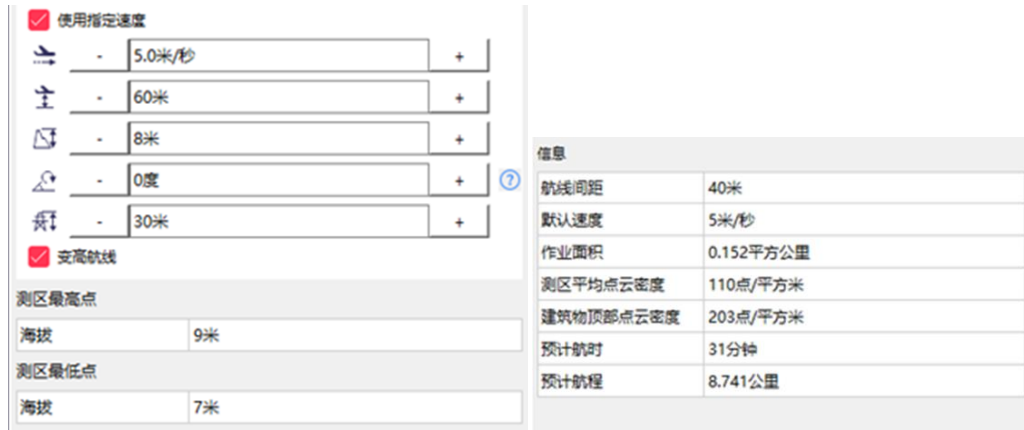 使用指定速度
- 5.0米/秒 +
- 60米 +
- 8米 +
- 0度 + ?
- 30米 +
变高航线
测区最高点
海拔 9米
测区最低点
海拔 7米
信息
航线间距 40米
默认速度 5米/秒
作业面积 0.152平方公里
测区平均点云密度 110点/平方米
建筑物顶部点云密度 203点/平方米
预计航时 31分钟
预计航程 8.741公里